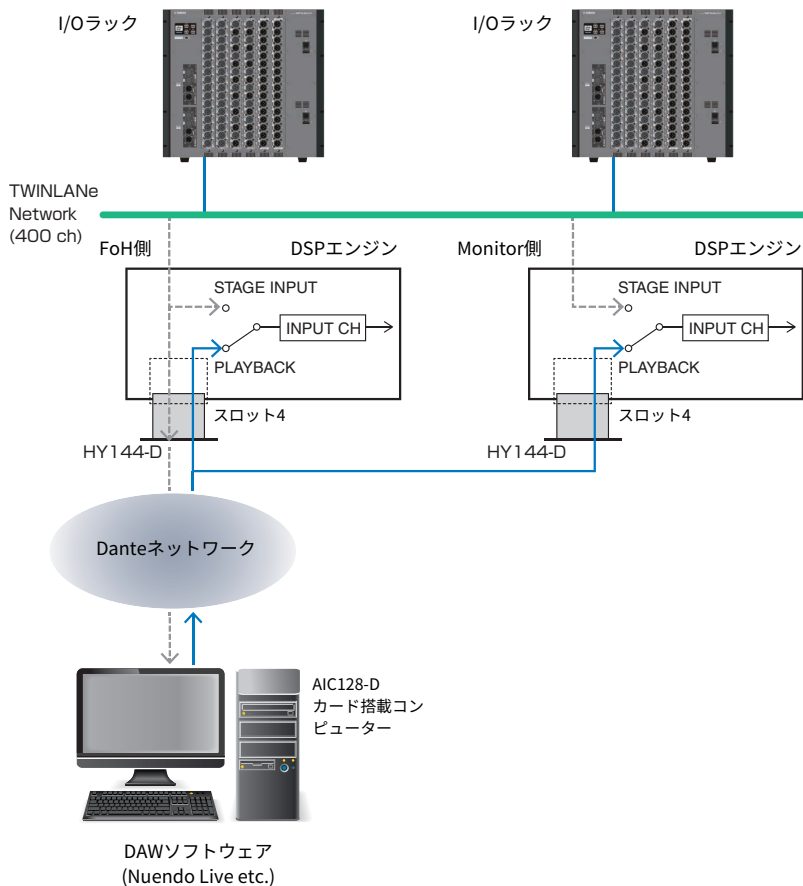 I/Oラック
I/Oラック
TWINLANe
Network
(400 ch)
FoH側
DSPエンジン
Monitor側
DSPエンジン
STAGE INPUT
INPUT CH
PLAYBACK
スロット4
HY144-D
STAGE INPUT
INPUT CH
PLAYBACK
スロット4
HY144-D
Danteネットワーク
AIC128-D
カード搭載コン
ピューター
DAWソフトウェア
(Nuendo Live etc.)